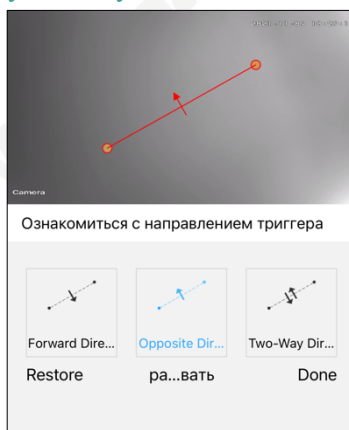 Camera
Ознакомиться с направлением триггера
Forward Dire... Opposite Dir... Two-Way Dir...
Restore ра...вать Done